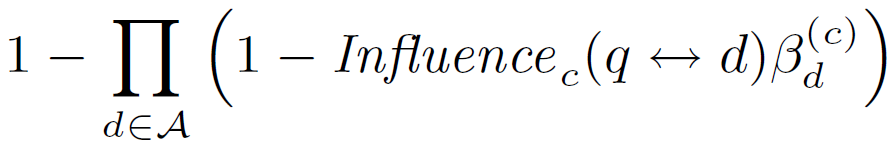 1 − ∏_{d∈𝒜} (1 − Influence_c(q ↔ d)β_d^{(c)})